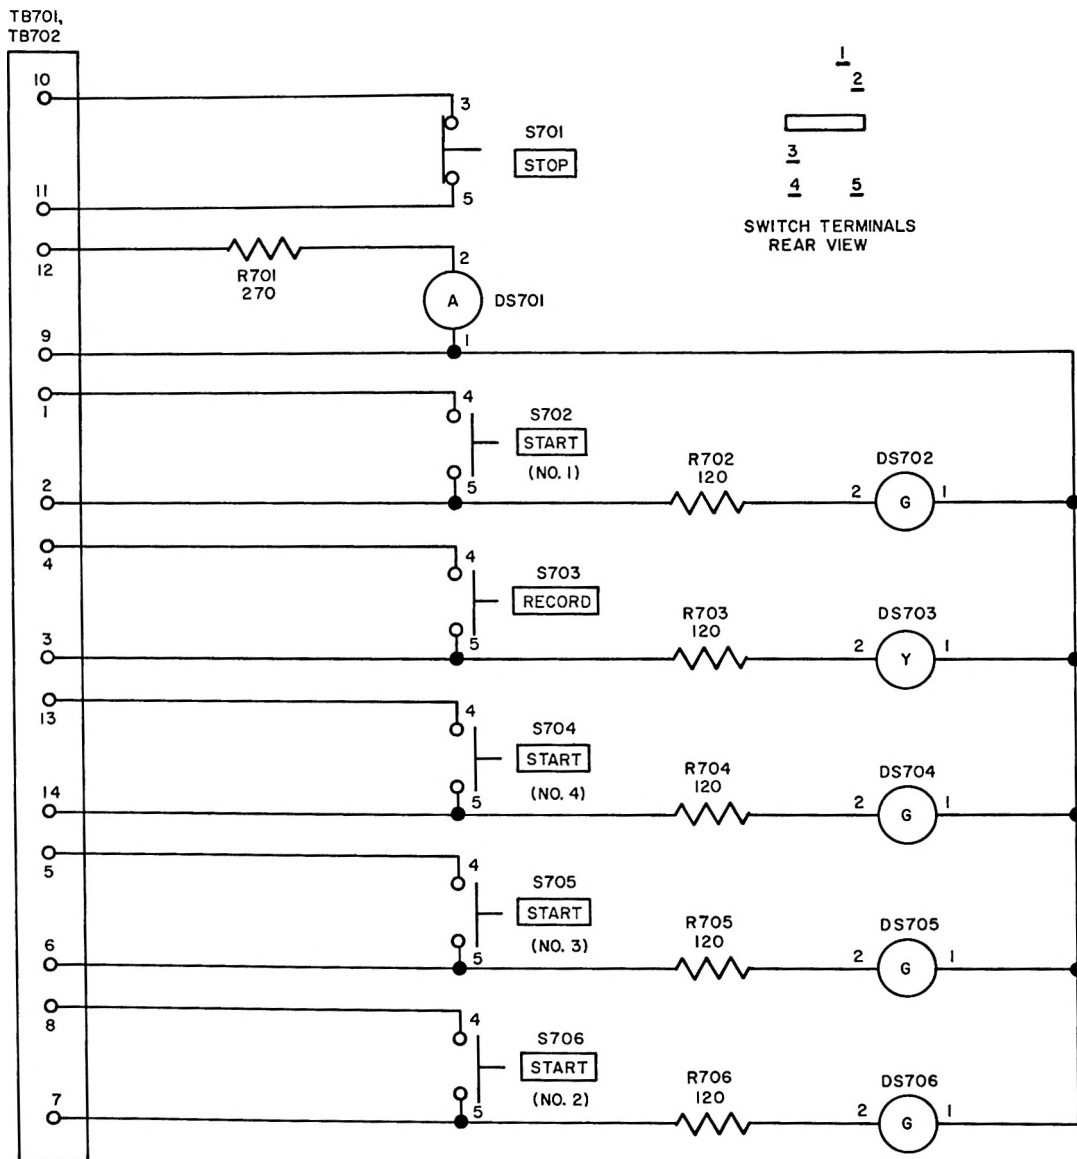 TB701,
TB702
10
3
S701
STOP
11
5
1
2
3
4 5
SWITCH TERMINALS
REAR VIEW
12
R701
270
2
A DS701
9
1
1
4
S702
START
(NO. 1)
2
5
R702
120
DS702
2 G 1
4
4
S703
RECORD
3
5
R703
120
DS703
2 Y 1
13
4
S704
START
(NO. 4)
14
5
R704
120
DS704
2 G 1
5
4
S705
START
(NO. 3)
6
5
R705
120
DS705
2 G 1
8
4
S706
START
(NO. 2)
7
5
R706
120
DS706
2 G 1